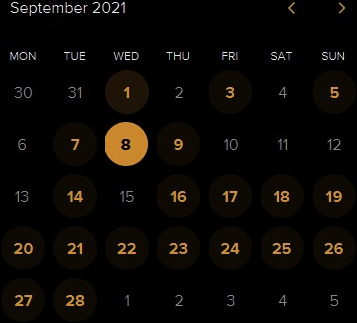 September 2021
MON TUE WED THU FRI SAT SUN
30 31 1 2 3 4 5
6 7 8 9 10 11 12
13 14 15 16 17 18 19
20 21 22 23 24 25 26
27 28 1 2 3 4 5